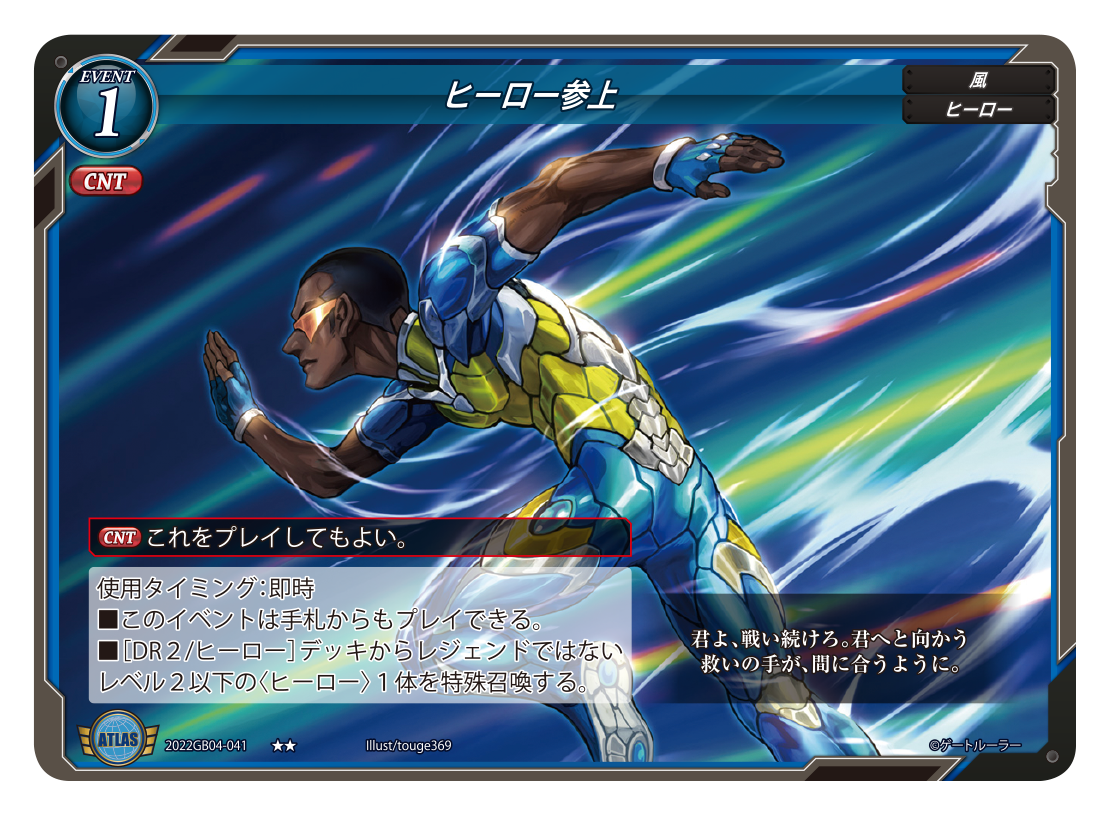 EVENT
1
ヒーロー参上
風
ヒーロー
CNT
CNT これをプレイしてもよい。
使用タイミング:即時
■このイベントは手札からもプレイできる。
■[DR2/ヒーロー]デッキからレジェンドではない
レベル2以下の〈ヒーロー〉1体を特殊召喚する。
君よ、戦い続けろ。君へと向かう
救いの手が、間に合うように。
ATLAS
2022GB04-041 ★★ Illust/touge369 ©ゲートルーラー